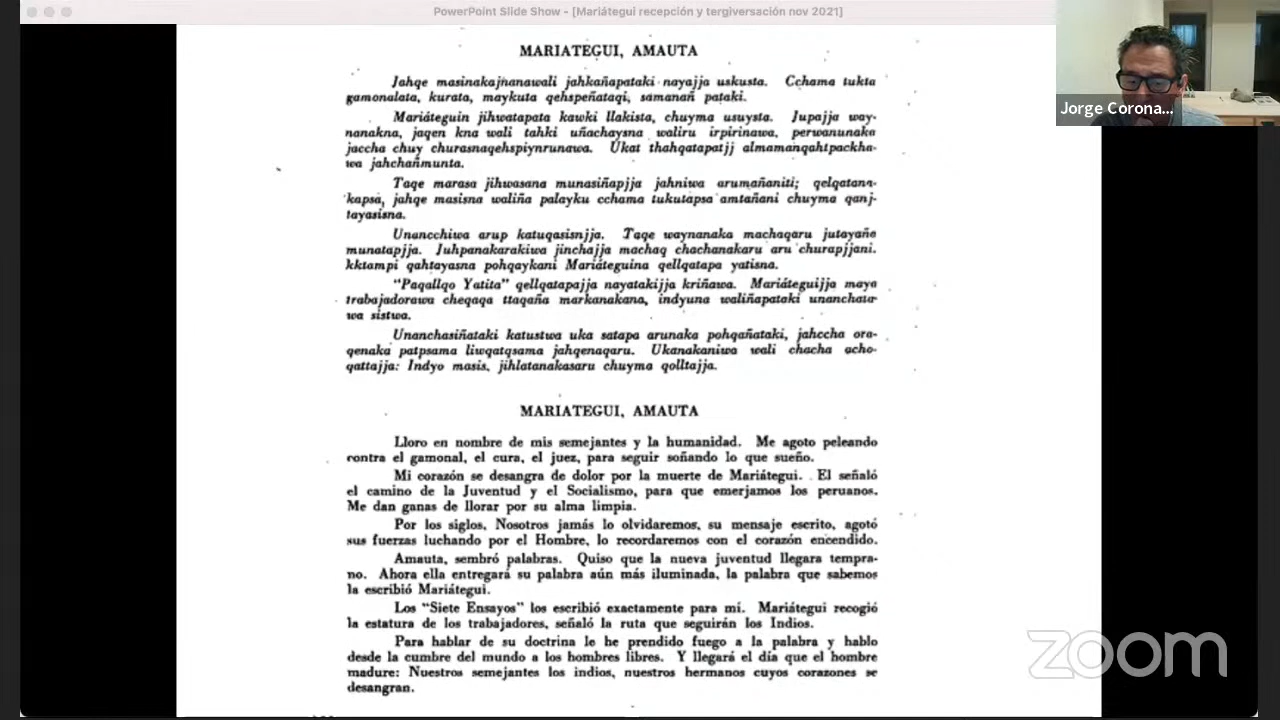 PowerPoint Slide Show - [Mariátegui recepción y tergiversación nov 2021]
Jorge Corona...
MARIATEGUI, AMAUTA
Jahqe masinakajnanawali jahkañapataki nayajja uskusta. Cchama tukta
gamonalata, kurata, maykuta qehspeñataqi, samanañ pataki.
Mariáteguin jihwatapata kawki llakista, chuyma usuysta. Jupajja way-
nanakna, jaqen kna wali tahki uñachaysna waliru irpirinawa, perwanunaka
jaccha chuy churasnaqehspiynrunawa. Ukat thahqatapatjj almamanqahtpackha-
wa jahchañmunta.
Taqe marasa jihwasana munasiñapjja jahniwa arumañaniti; qelqatana-
kapsa, jahqe masisna waliña palayku cchama tukutapsa amtañani chuyma qanj-
tayasisna.
Unancchiwa arup katuqasisnjja. Taqe waynanaka machaqaru jutayaña
munatapjja. Juhpanakarakiwa jinchajja machaq chachanakaru aru churapjjani.
kktampi qahtayasna pohqaykani Mariáteguina qellqatapa yatisna.
"Paqallqo Yatita" qellqatapajja nayatakijja kriñawa. Mariáteguijja maya
trabajadorawa cheqaqa ttaqaña markanakana, indyuna waliñapataki unanchata-
wa sistwa.
Unanchasiñataki katustwa uka satapa arunaka pohqañataki, jahccha ora-
qenaka patpsama liwqatqsama jahqenaqaru. Ukanakaniwa wali chacha acho-
qattajja: Indyo masis, jihlatanakasaru chuyma qolltajja.
MARIATEGUI, AMAUTA
Lloro en nombre de mis semejantes y la humanidad. Me agoto peleando
contra el gamonal, el cura, el juez, para seguir soñando lo que sueño.
Mi corazón se desangra de dolor por la muerte de Mariátegui. El señaló
el camino de la Juventud y el Socialismo, para que emerjamos los peruanos.
Me dan ganas de llorar por su alma limpia.
Por los siglos, Nosotros jamás lo olvidaremos, su mensaje escrito, agotó
sus fuerzas luchando por el Hombre, lo recordaremos con el corazón encendido.
Amauta, sembró palabras. Quiso que la nueva juventud llegara tempra-
no. Ahora ella entregará su palabra aún más iluminada, la palabra que sabemos
la escribió Mariátegui.
Los "Siete Ensayos" los escribió exactamente para mí. Mariátegui recogió
la estatura de los trabajadores, señaló la ruta que seguirán los Indios.
Para hablar de su doctrina le he prendido fuego a la palabra y hablo
desde la cumbre del mundo a los hombres libres. Y llegará el día que el hombre
madure: Nuestros semejantes los indios, nuestros hermanos cuyos corazones se
desangran.
zoom